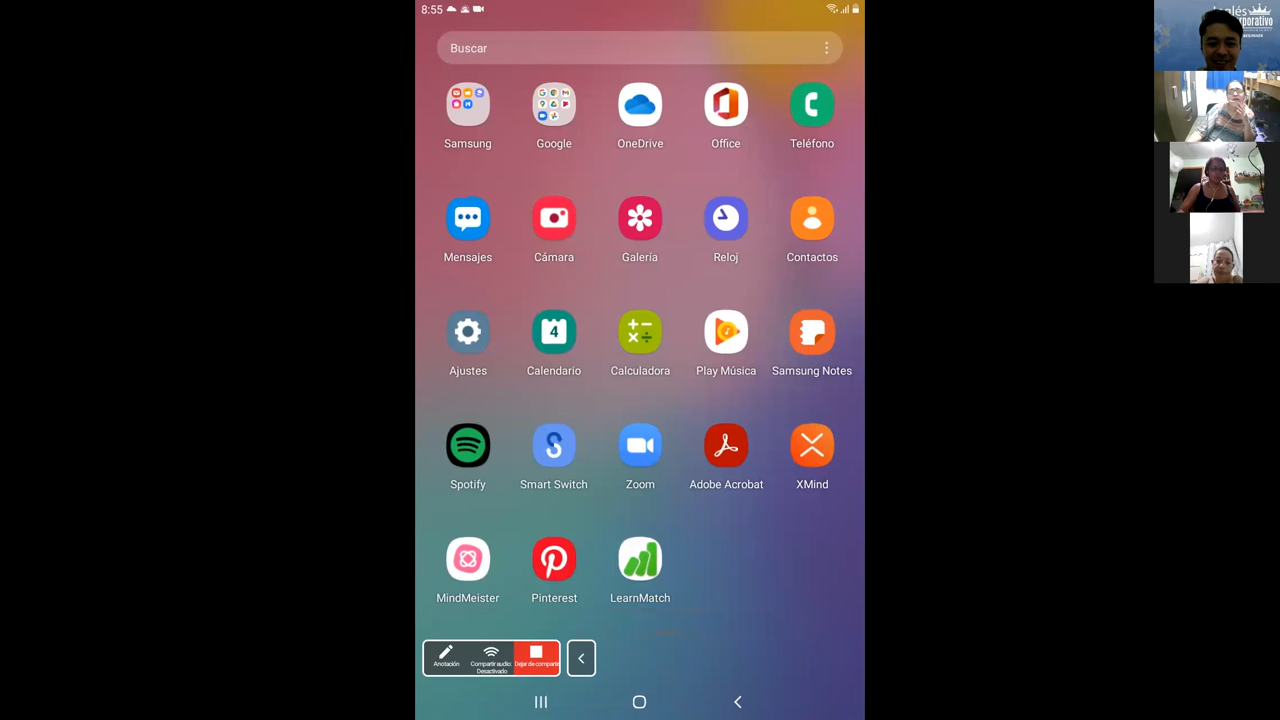 8:55
Buscar
Samsung
Google
OneDrive
Office
Teléfono
Mensajes
Cámara
Galería
Reloj
Contactos
Ajustes
4
Calendario
Calculadora
Play Música
Samsung Notes
Spotify
Smart Switch
Zoom
Adobe Acrobat
XMind
MindMeister
Pinterest
LearnMatch
Anotación
Compartir audio:
Desactivado
Dejar de compartir